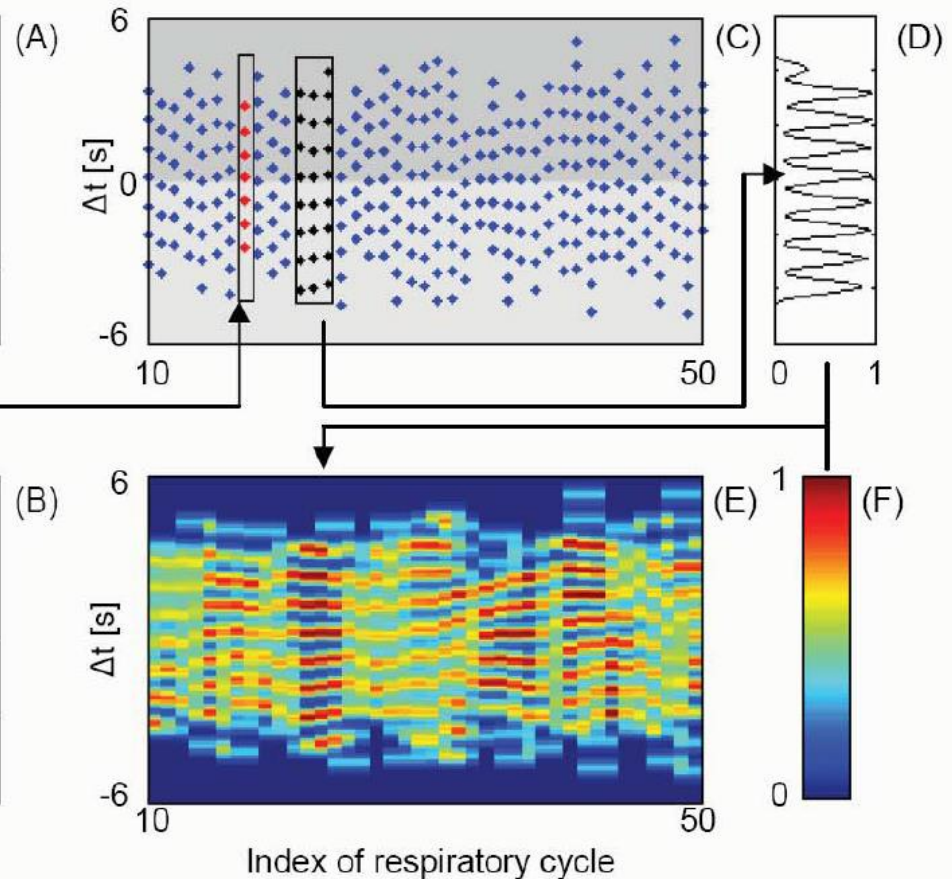 (A)
6
Δt [s]
0
-6
10
50
(C)
(D)
0
1
(B)
6
Δt [s]
-6
10
50
Index of respiratory cycle
(E)
1
0
(F)